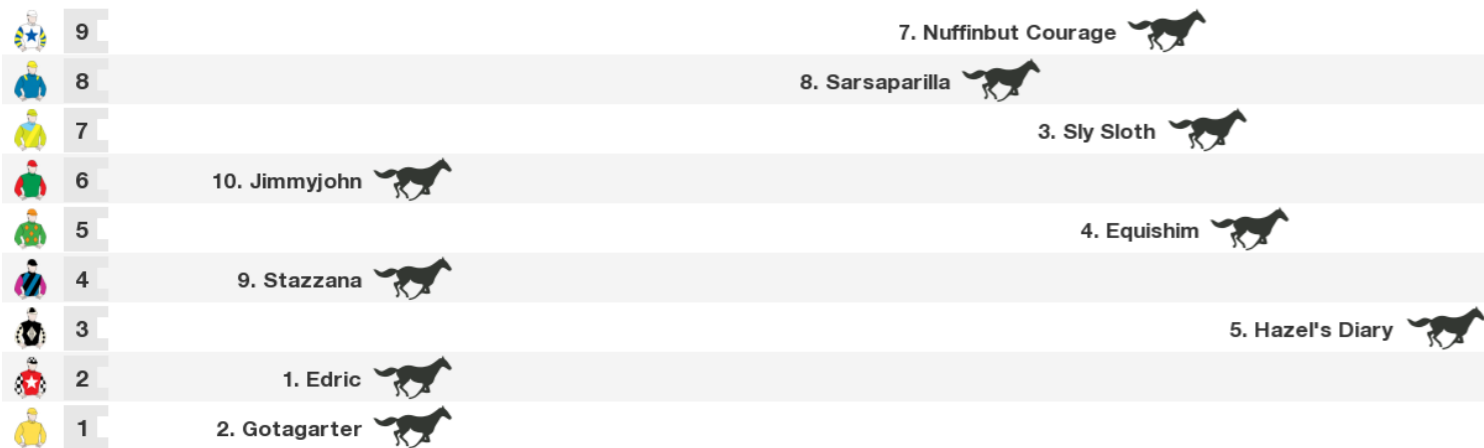 9 7. Nuffinbut Courage
8 8. Sarsaparilla
7 3. Sly Sloth
6 10. Jimmyjohn
5 4. Equishim
4 9. Stazzana
3 5. Hazel's Diary
2 1. Edric
1 2. Gotagarter